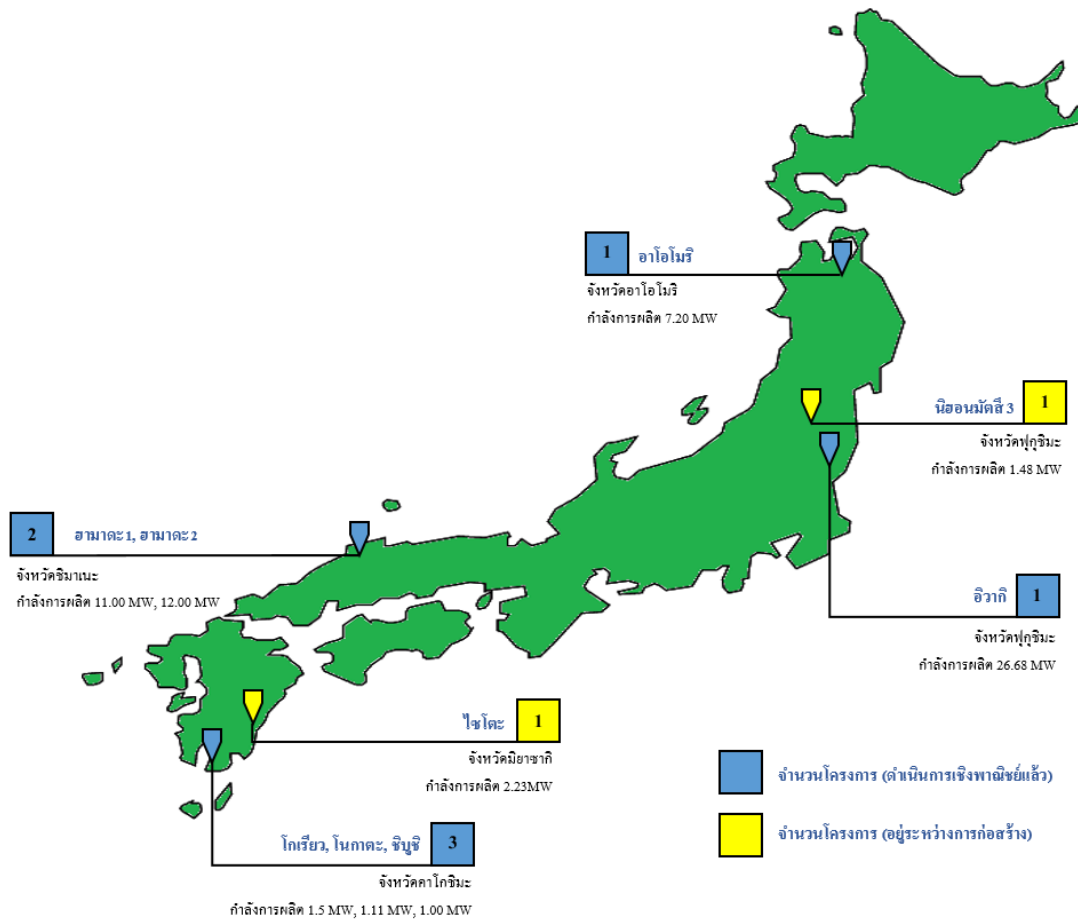 1 อาโอโมริ
จังหวัดอาโอโมริ
กำลังการผลิต 7.20 MW
นิฮอนมัตสึ 3 1
จังหวัดฟุกุชิมะ
กำลังการผลิต 1.48 MW
2 ฮามาดะ 1, ฮามาดะ 2
จังหวัดชิมาเนะ
กำลังการผลิต 11.00 MW, 12.00 MW
อิวากิ 1
จังหวัดฟุกุชิมะ
กำลังการผลิต 26.68 MW
ไซโตะ 1
จังหวัดมิยาซากิ
กำลังการผลิต 2.23MW
โกเรียว, โนกาตะ, ชิบูชิ 3
จังหวัดคาโกชิมะ
กำลังการผลิต 1.5 MW, 1.11 MW, 1.00 MW
จำนวนโครงการ (ดำเนินการเชิงพาณิชย์แล้ว)
จำนวนโครงการ (อยู่ระหว่างการก่อสร้าง)